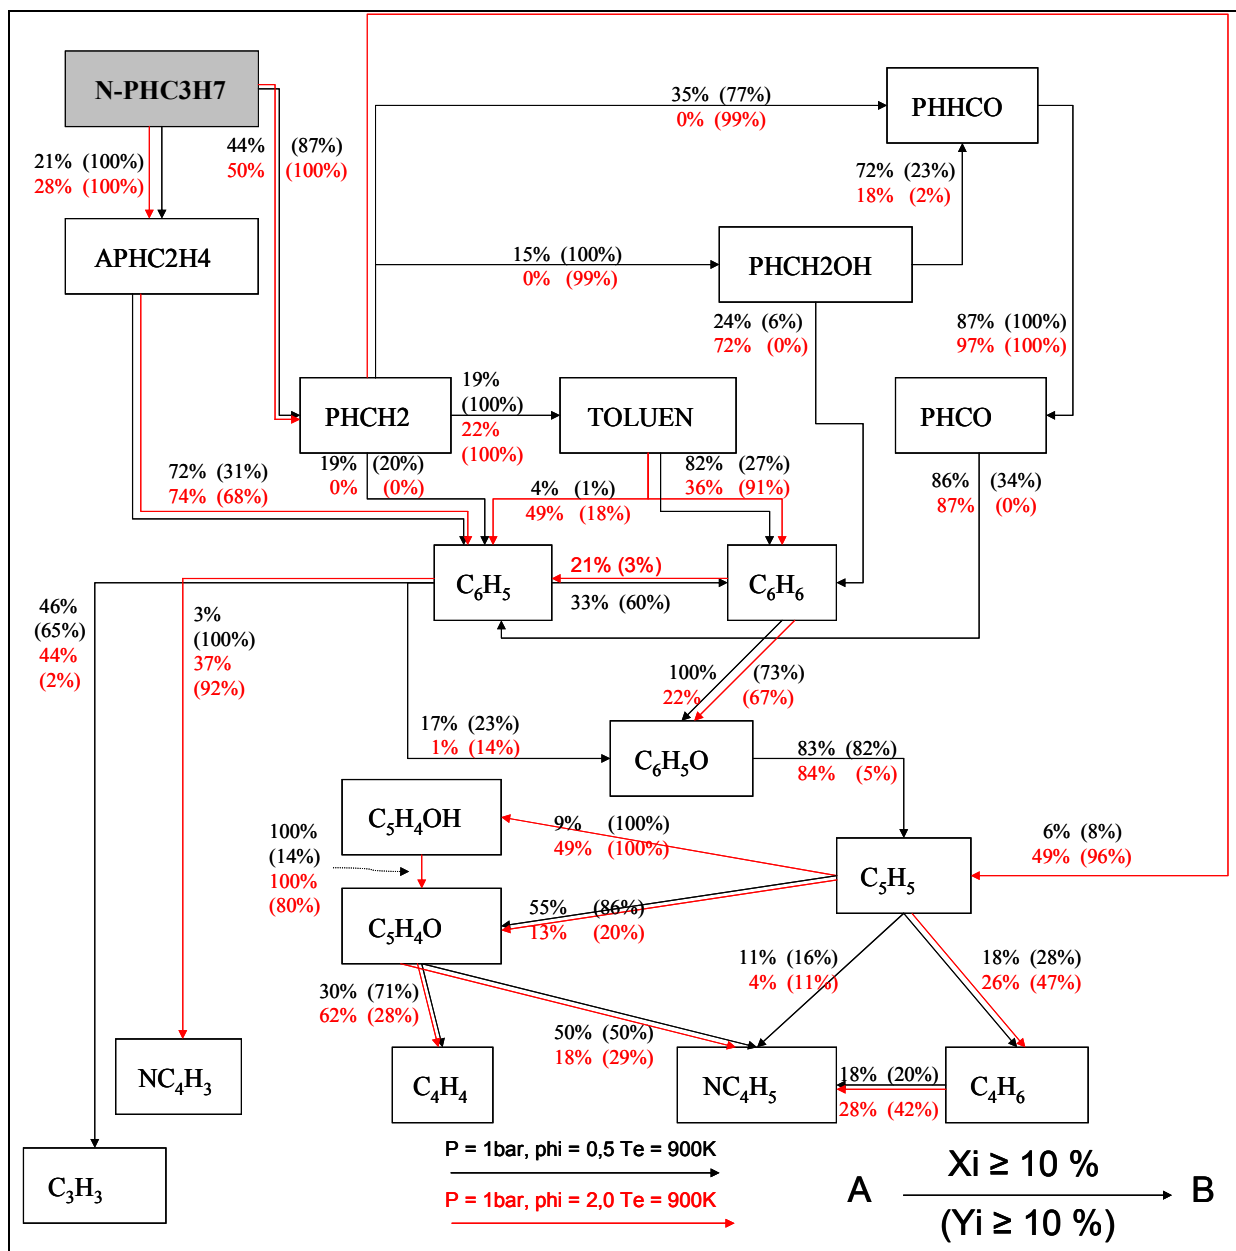 N-PHC3H7
35% (77%)
0% (99%)
PHHCO
44% (87%)
50% (100%)
21% (100%)
28% (100%)
72% (23%)
18% (2%)
APHC2H4
15% (100%)
0% (99%)
PHCH2OH
24% (6%)
72% (0%)
87% (100%)
97% (100%)
PHCH2
19%
(100%)
22%
(100%)
TOLUEN
PHCO
72% (31%)
74% (68%)
19% (20%)
0% (0%)
4% (1%)
49% (18%)
82% (27%)
36% (91%)
86% (34%)
87% (0%)
C₆H₅
21% (3%)
33% (60%)
C₆H₆
46%
(65%)
44%
(2%)
3%
(100%)
37%
(92%)
100% (73%)
22% (67%)
17% (23%)
1% (14%)
C₆H₅O
83% (82%)
84% (5%)
C₅H₄OH
9% (100%)
49% (100%)
100%
(14%)
100%
(80%)
6% (8%)
49% (96%)
C₅H₅
C₅H₄O
55% (86%)
13% (20%)
11% (16%)
4% (11%)
18% (28%)
26% (47%)
30% (71%)
62% (28%)
50% (50%)
18% (29%)
NC₄H₃
C₄H₄
NC₄H₅
18% (20%)
28% (42%)
C₄H₆
C₃H₃
P = 1bar, phi = 0,5 Te = 900K
P = 1bar, phi = 2,0 Te = 900K
A
Xi ≥ 10 %
(Yi ≥ 10 %)
B